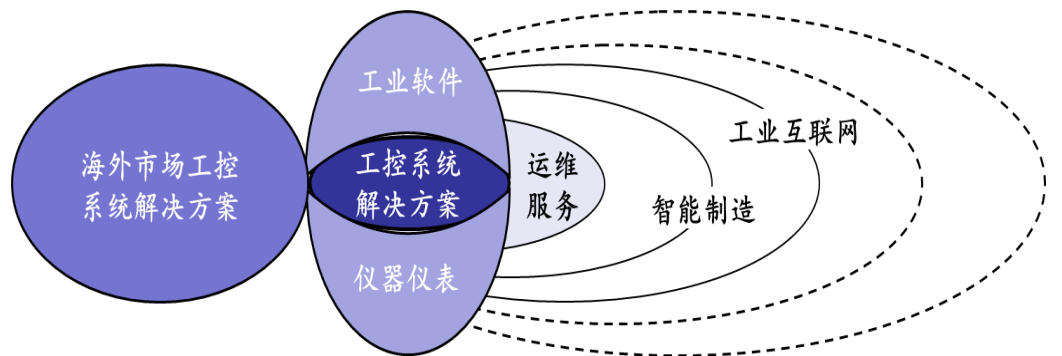 海外市场工控
系统解决方案
工业软件
工控系统
解决方案
仪器仪表
运维
服务
智能制造
工业互联网